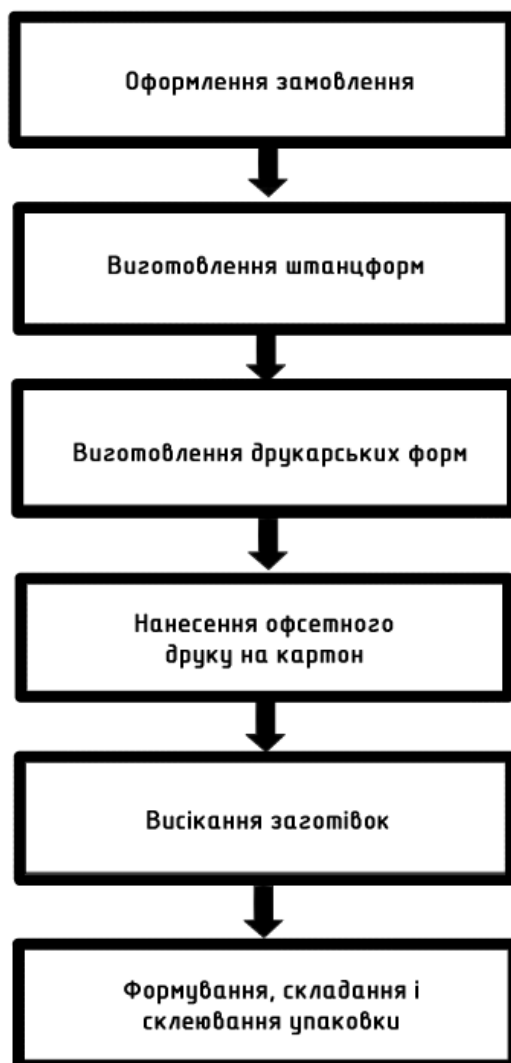 Оформлення замовлення
Виготовлення штанцформ
Виготовлення друкарських форм
Нанесення офсетного
друку на картон
Висікання заготівок
Формування, складання і
склеювання упаковки